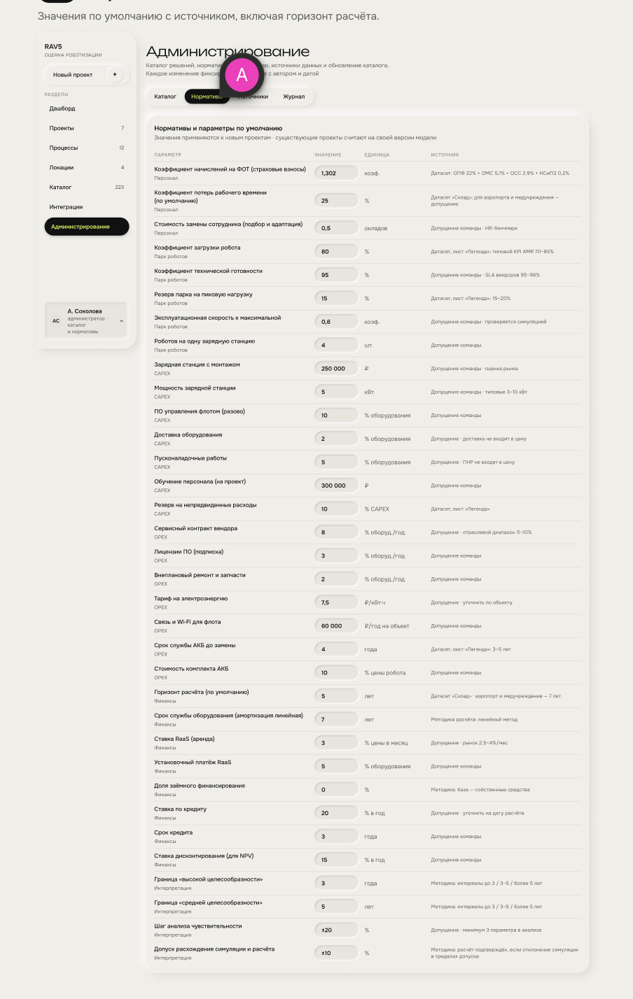 Значения по умолчанию с источником, включая горизонт расчёта.
RAV5
ОЦЕНКА РОБОТИЗАЦИИ
Новый проект +
РАЗДЕЛЫ
Дашборд
Проекты 7
Процессы 12
Локации 4
Каталог 223
Интеграции
Администрирование
АС
А. Соколова
администратор ·
каталог
и нормативы
Администрирование
Каталог решений, источники данных и обновление каталога.
Каждое изменение с автором и датой
A
Каталог Нормативы Источники Журнал
Нормативы и параметры по умолчанию
Значения применяются к новым проектам · существующие проекты считают на своей версии модели
ПАРАМЕТР ЗНАЧЕНИЕ ЕДИНИЦА ИСТОЧНИК
Коэффициент начислений на ФОТ (страховые взносы) 1,302 коэф. Датасет: ОПФ 22% + ОМС 5,1% + ОСС 2,9% + НСиПЗ 0,2%
Персонал
Коэффициент потерь рабочего времени
(по умолчанию) 25 % Датасет «Склад»; для аэропорта и медучреждения —
допущение
Персонал
Стоимость замены сотрудника (подбор и адаптация) 0,5 окладов Допущение команды · HR-бенчмарк
Персонал
Коэффициент загрузки робота 80 % Датасет, лист «Легенда»: типовой KPI AMR 70–85%
Парк роботов
Коэффициент технической готовности 95 % Допущение команды · SLA вендоров 95–98%
Парк роботов
Резерв парка на пиковую нагрузку 15 % Датасет, лист «Легенда»: 15–20%
Парк роботов
Эксплуатационная скорость к максимальной 0,6 коэф. Допущение команды · проверяется симуляцией
Парк роботов
Роботов на одну зарядную станцию 4 шт. Допущение команды
Парк роботов
Зарядная станция с монтажом 250 000 ₽ Допущение команды · оценка рынка
CAPEX
Мощность зарядной станции 5 кВт Допущение команды · типовые 3–10 кВт
CAPEX
ПО управления флотом (разово) 10 % оборудования Допущение команды
CAPEX
Доставка оборудования 2 % оборудования Допущение · доставка не входит в цену
CAPEX
Пусконаладочные работы 5 % оборудования Допущение · ПНР не входят в цену
CAPEX
Обучение персонала (на проект) 300 000 ₽ Допущение команды
CAPEX
Резерв на непредвиденные расходы 10 % CAPEX Датасет, лист «Легенда»
CAPEX
Сервисный контракт вендора 8 % оборуд./год Допущение · отраслевой диапазон 5–10%
OPEX
Лицензии ПО (подписка) 3 % оборуд./год Допущение команды
OPEX
Внеплановый ремонт и запчасти 2 % оборуд./год Допущение команды
OPEX
Тариф на электроэнергию 7,5 ₽/кВт·ч Допущение · уточнить по объекту
OPEX
Связь и Wi-Fi для флота 60 000 ₽/год на объект Допущение команды
OPEX
Срок службы АКБ до замены 4 года Датасет, лист «Легенда»: 3–5 лет
OPEX
Стоимость комплекта АКБ 10 % цены робота Допущение команды
OPEX
Горизонт расчёта (по умолчанию) 5 лет Датасет «Склад» · аэропорт и медучреждение — 7 лет
Финансы
Срок службы оборудования (амортизация линейная) 7 лет Методика расчёта: линейный метод
Финансы
Ставка RaaS (аренда) 3 % цены в месяц Допущение · рынок 2,5–4%/мес
Финансы
Установочный платёж RaaS 5 % оборудования Допущение команды
Финансы
Доля заёмного финансирования 0 % Методика: база — собственные средства
Финансы
Ставка по кредиту 20 % в год Допущение · уточнить на дату расчёта
Финансы
Срок кредита 3 года Допущение команды
Финансы
Ставка дисконтирования (для NPV) 15 % в год Допущение команды
Финансы
Граница «высокой целесообразности» 3 года Методика: интервалы до 3 / 3–5 / более 5 лет
Интерпретация
Граница «средней целесообразности» 5 лет Методика: интервалы до 3 / 3–5 / более 5 лет
Интерпретация
Шаг анализа чувствительности ±20 % Допущение · минимум 3 параметра в анализе
Интерпретация
Допуск расхождения симуляции и расчёта ±10 % Методика: расчёт подтверждён, если отклонение симуляции
в пределах допуска
Интерпретация